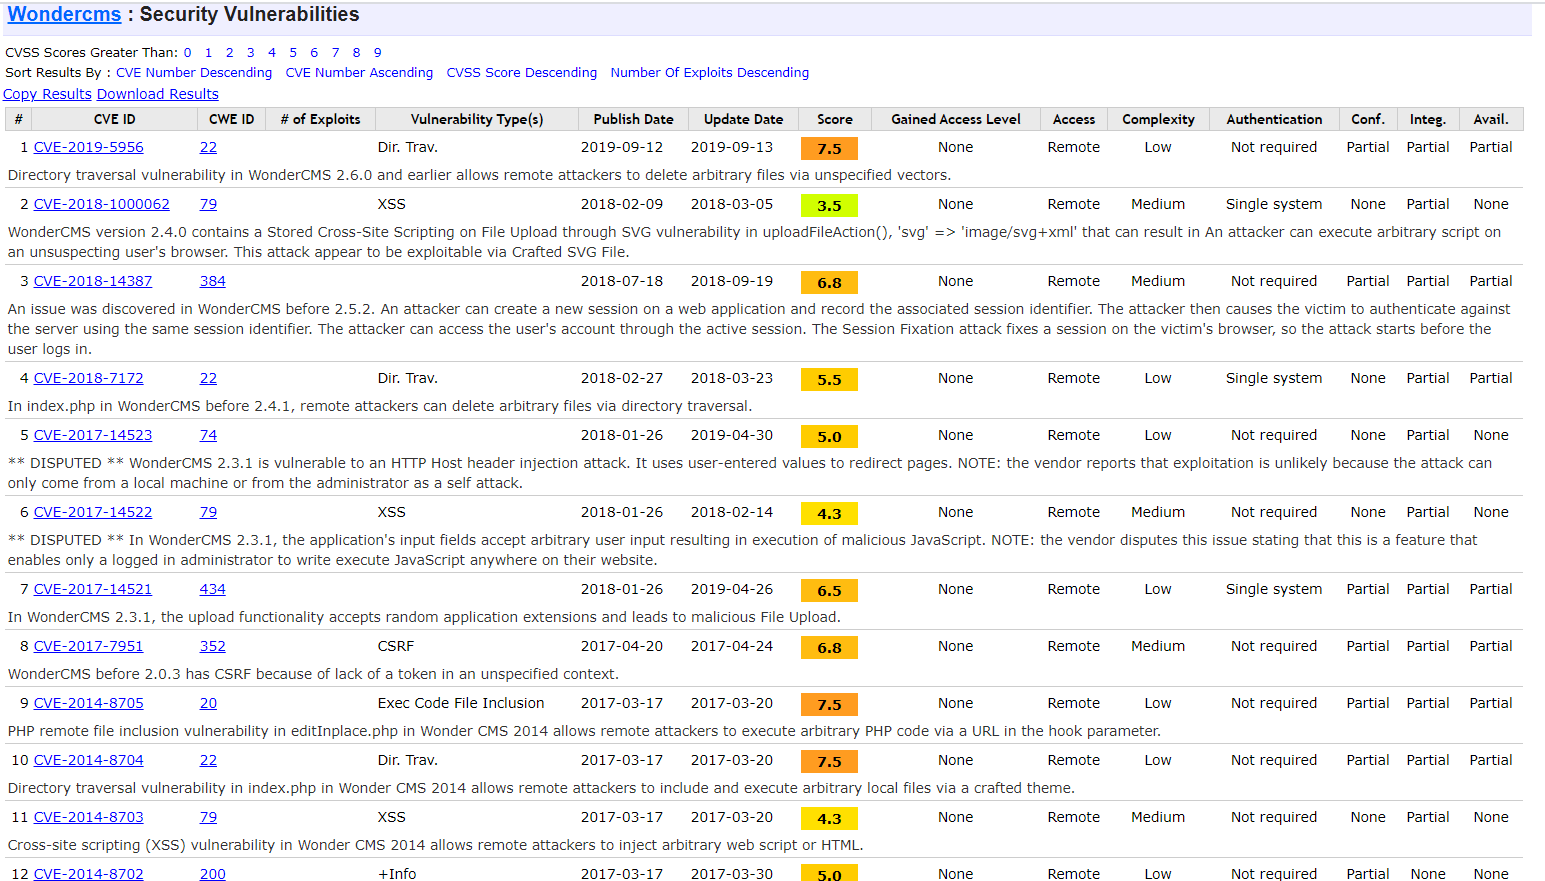 Wondercms : Security Vulnerabilities
CVSS Scores Greater Than: 0 1 2 3 4 5 6 7 8 9
Sort Results By : CVE Number Descending CVE Number Ascending CVSS Score Descending Number Of Exploits Descending
Copy Results Download Results
# CVE ID CWE ID # of Exploits Vulnerability Type(s) Publish Date Update Date Score Gained Access Level Access Complexity Authentication Conf. Integ. Avail.
1 CVE-2019-5956 22 Dir. Trav. 2019-09-12 2019-09-13 7.5 None Remote Low Not required Partial Partial Partial
Directory traversal vulnerability in WonderCMS 2.6.0 and earlier allows remote attackers to delete arbitrary files via unspecified vectors.
2 CVE-2018-1000062 79 XSS 2018-02-09 2018-03-05 3.5 None Remote Medium Single system None Partial None
WonderCMS version 2.4.0 contains a Stored Cross-Site Scripting on File Upload through SVG vulnerability in uploadFileAction(), 'svg' => 'image/svg+xml' that can result in An attacker can execute arbitrary script on
an unsuspecting user's browser. This attack appear to be exploitable via Crafted SVG File.
3 CVE-2018-14387 384 2018-07-18 2018-09-19 6.8 None Remote Medium Not required Partial Partial Partial
An issue was discovered in WonderCMS before 2.5.2. An attacker can create a new session on a web application and record the associated session identifier. The attacker then causes the victim to authenticate against
the server using the same session identifier. The attacker can access the user's account through the active session. The Session Fixation attack fixes a session on the victim's browser, so the attack starts before the
user logs in.
4 CVE-2018-7172 22 Dir. Trav. 2018-02-27 2018-03-23 5.5 None Remote Low Single system None Partial Partial
In index.php in WonderCMS before 2.4.1, remote attackers can delete arbitrary files via directory traversal.
5 CVE-2017-14523 74 2018-01-26 2019-04-30 5.0 None Remote Low Not required None Partial None
** DISPUTED ** WonderCMS 2.3.1 is vulnerable to an HTTP Host header injection attack. It uses user-entered values to redirect pages. NOTE: the vendor reports that exploitation is unlikely because the attack can
only come from a local machine or from the administrator as a self attack.
6 CVE-2017-14522 79 XSS 2018-01-26 2018-02-14 4.3 None Remote Medium Not required None Partial None
** DISPUTED ** In WonderCMS 2.3.1, the application's input fields accept arbitrary user input resulting in execution of malicious JavaScript. NOTE: the vendor disputes this issue stating that this is a feature that
enables only a logged in administrator to write execute JavaScript anywhere on their website.
7 CVE-2017-14521 434 2018-01-26 2019-04-26 6.5 None Remote Low Single system Partial Partial Partial
In WonderCMS 2.3.1, the upload functionality accepts random application extensions and leads to malicious File Upload.
8 CVE-2017-7951 352 CSRF 2017-04-20 2017-04-24 6.8 None Remote Medium Not required Partial Partial Partial
WonderCMS before 2.0.3 has CSRF because of lack of a token in an unspecified context.
9 CVE-2014-8705 20 Exec Code File Inclusion 2017-03-17 2017-03-20 7.5 None Remote Low Not required Partial Partial Partial
PHP remote file inclusion vulnerability in editInplace.php in Wonder CMS 2014 allows remote attackers to execute arbitrary PHP code via a URL in the hook parameter.
10 CVE-2014-8704 22 Dir. Trav. 2017-03-17 2017-03-20 7.5 None Remote Low Not required Partial Partial Partial
Directory traversal vulnerability in index.php in Wonder CMS 2014 allows remote attackers to include and execute arbitrary local files via a crafted theme.
11 CVE-2014-8703 79 XSS 2017-03-17 2017-03-20 4.3 None Remote Medium Not required None Partial None
Cross-site scripting (XSS) vulnerability in Wonder CMS 2014 allows remote attackers to inject arbitrary web script or HTML.
12 CVE-2014-8702 200 +Info 2017-03-17 2017-03-30 5.0 None Remote Low Not required Partial None None